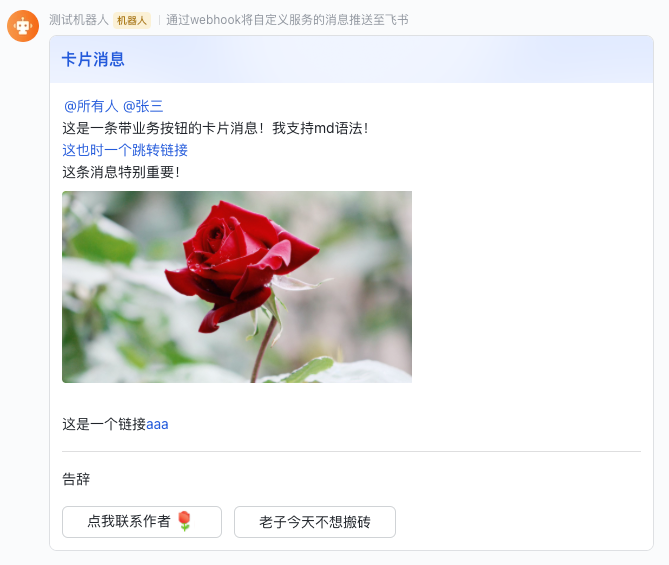 测试机器人 机器人 | 通过webhook将自定义服务的消息推送至飞书
卡片消息
@所有人 @张三
这是一条带业务按钮的卡片消息！我支持md语法！
这也时一个跳转链接
这条消息特别重要！
这是一个链接aaa
告辞
点我联系作者🌹 老子今天不想搬砖